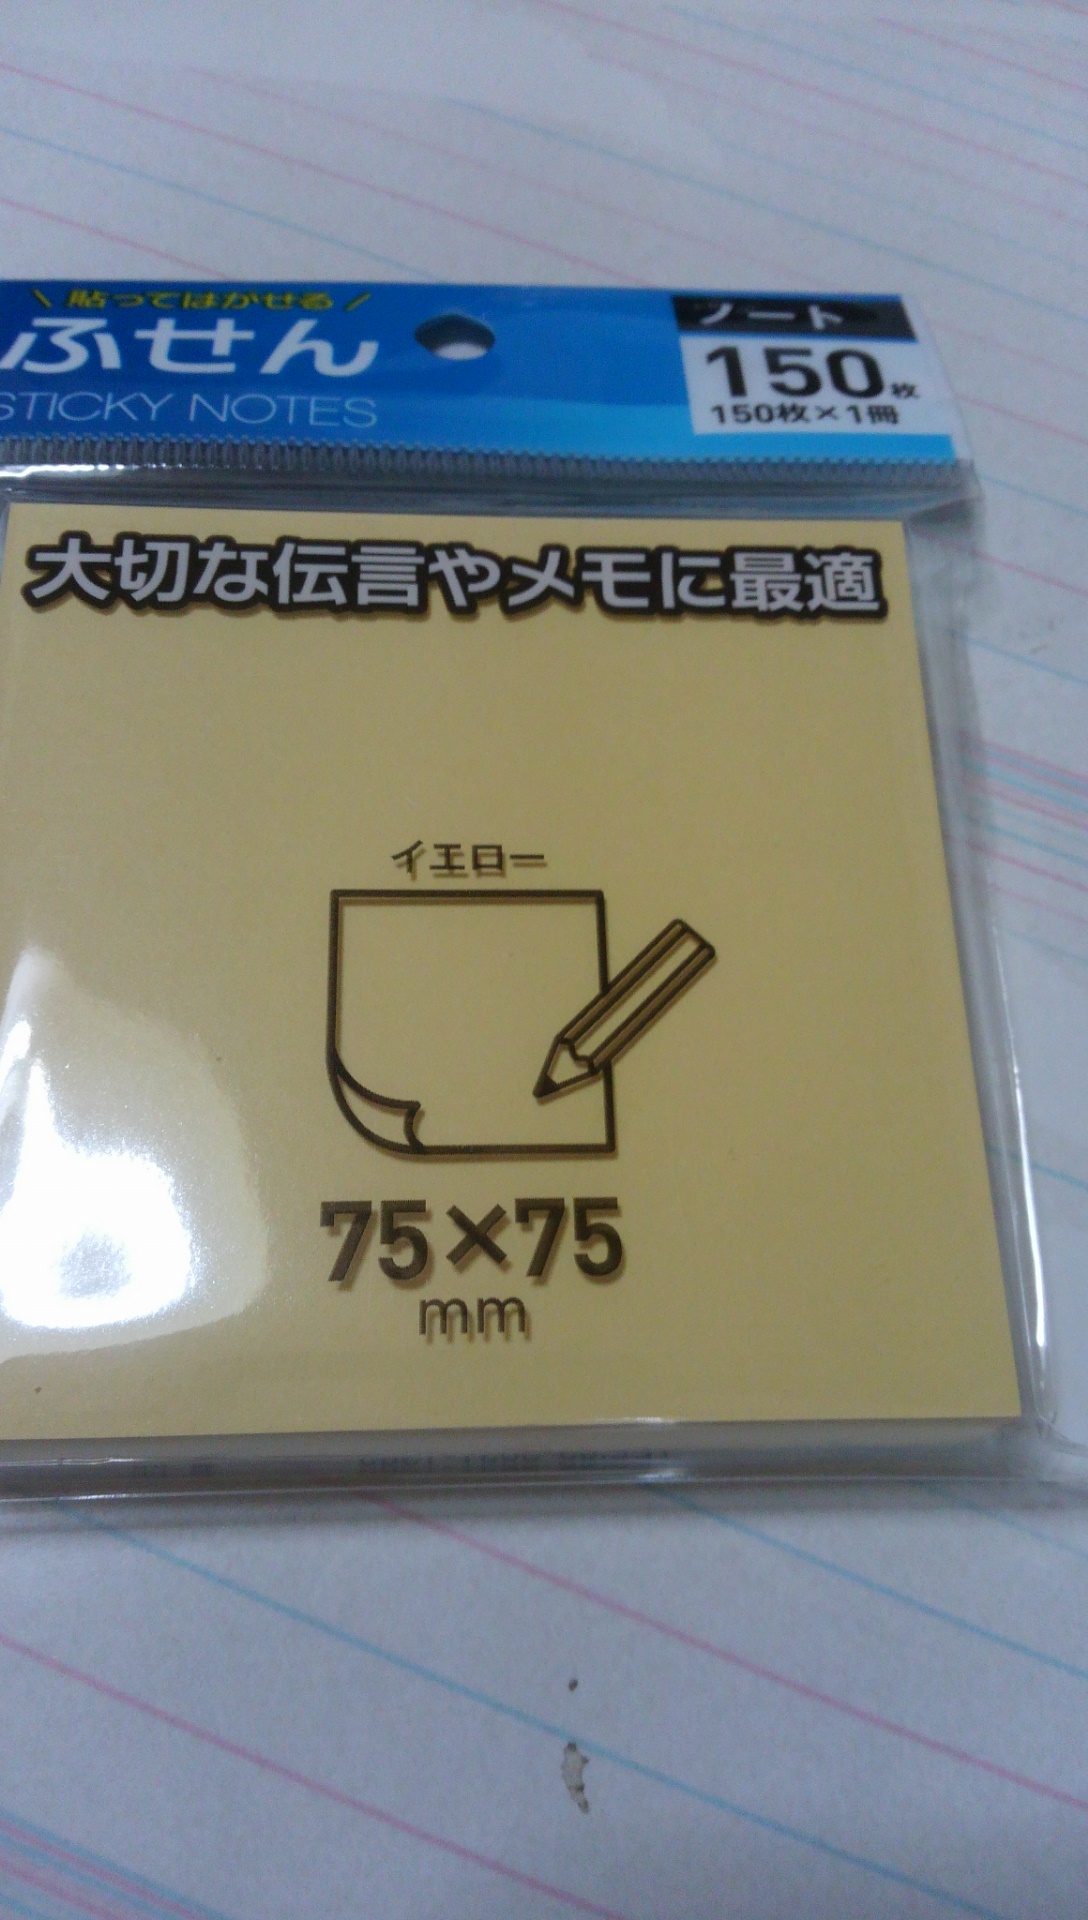 貼ってはがせる
ふせん
STICKY NOTES
ノート
150枚
150枚×1冊
大切な伝言やメモに最適
イエロー
75×75
mm